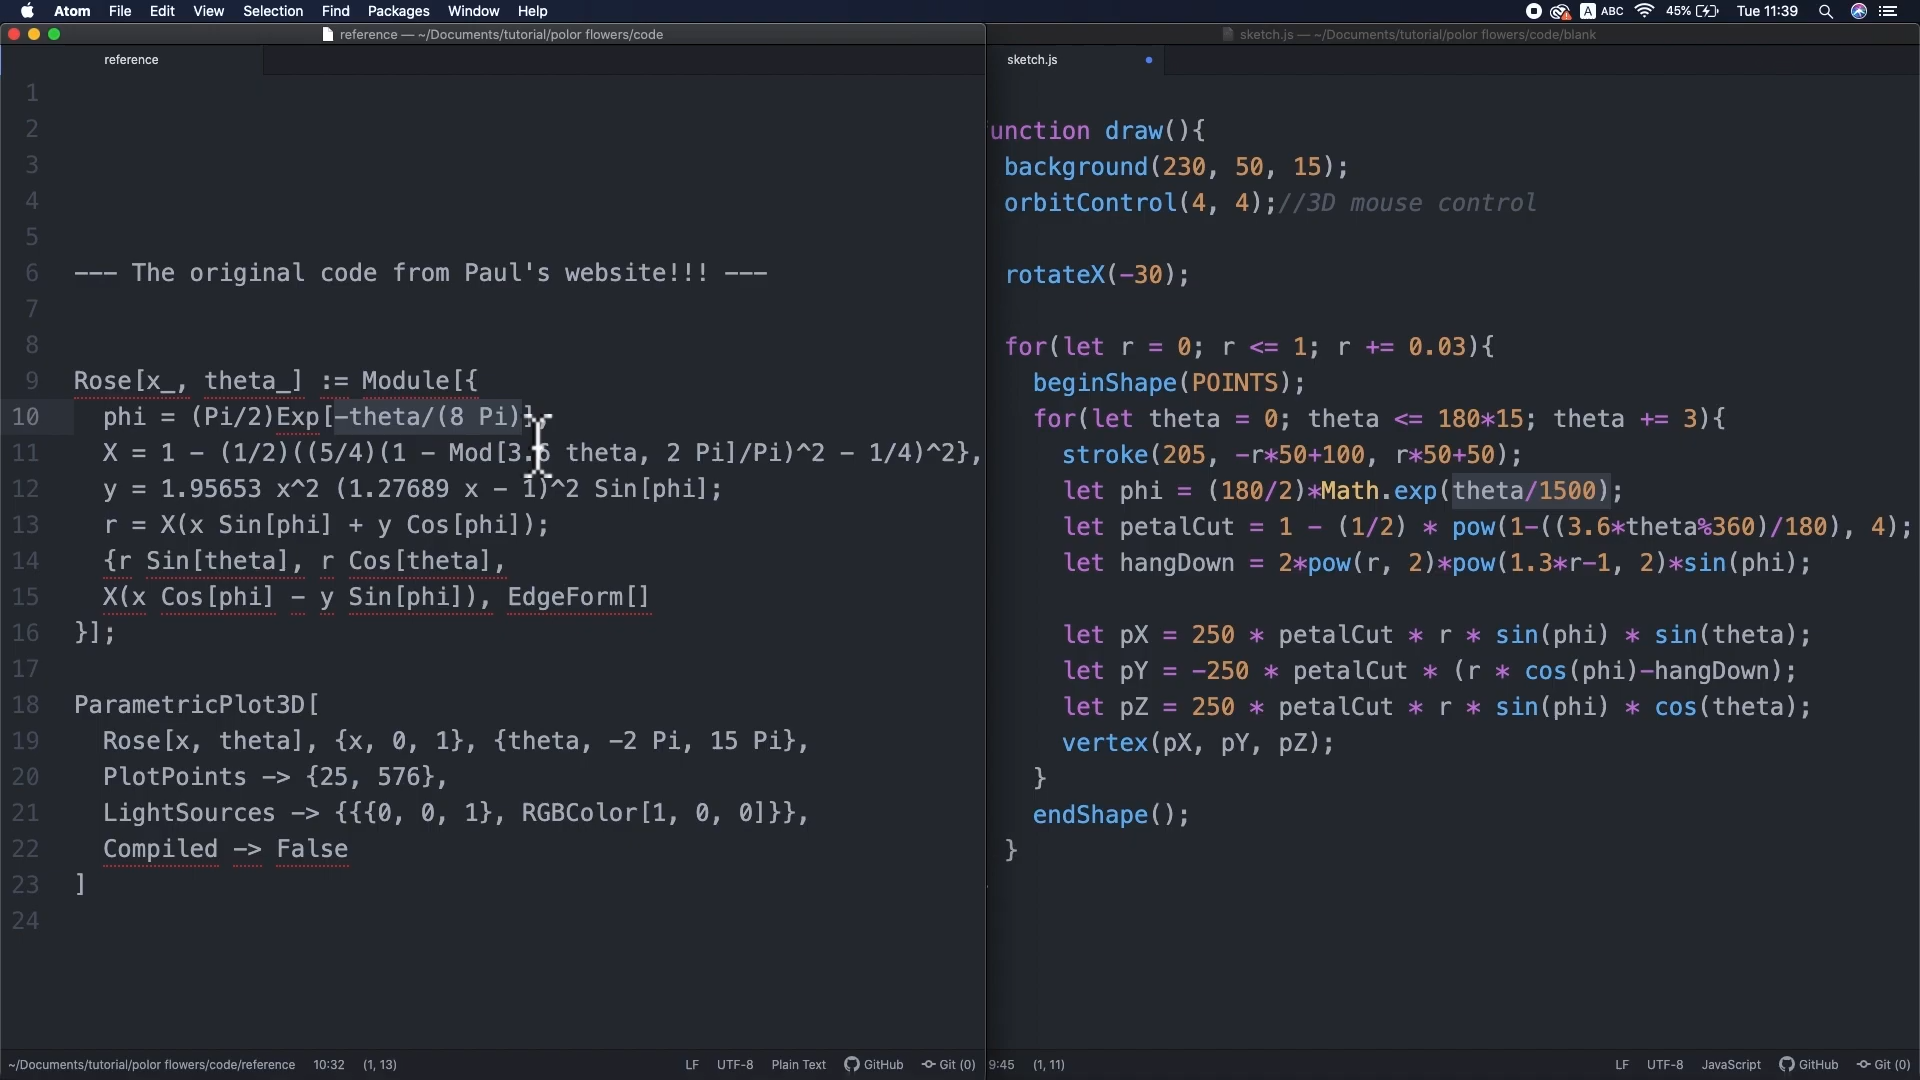 Atom File Edit View Selection Find Packages Window Help
A ABC 45% Tue 11:39
reference — ~/Documents/tutorial/polor flowers/code
reference
1
2
3
4
5
6 --- The original code from Paul's website!!! ---
7
8
9 Rose[x_, theta_] := Module[{
10 phi = (Pi/2)Exp[-theta/(8 Pi)],
11 X = 1 - (1/2)((5/4)(1 - Mod[3.6 theta, 2 Pi]/Pi)^2 - 1/4)^2},
12 y = 1.95653 x^2 (1.27689 x - 1)^2 Sin[phi];
13 r = X(x Sin[phi] + y Cos[phi]);
14 {r Sin[theta], r Cos[theta],
15 X(x Cos[phi] - y Sin[phi]), EdgeForm[]
16 }];
17
18 ParametricPlot3D[
19 Rose[x, theta], {x, 0, 1}, {theta, -2 Pi, 15 Pi},
20 PlotPoints -> {25, 576},
21 LightSources -> {{{0, 0, 1}, RGBColor[1, 0, 0]}},
22 Compiled -> False
23 ]
24
~/Documents/tutorial/polor flowers/code/reference 10:32 (1, 13) LF UTF-8 Plain Text GitHub Git (0)
sketch.js — ~/Documents/tutorial/polor flowers/code/blank
sketch.js
unction draw(){
background(230, 50, 15);
orbitControl(4, 4);//3D mouse control
rotateX(-30);
for(let r = 0; r <= 1; r += 0.03){
beginShape(POINTS);
for(let theta = 0; theta <= 180*15; theta += 3){
stroke(205, -r*50+100, r*50+50);
let phi = (180/2)*Math.exp(theta/1500);
let petalCut = 1 - (1/2) * pow(1-((3.6*theta%360)/180), 4);
let hangDown = 2*pow(r, 2)*pow(1.3*r-1, 2)*sin(phi);
let pX = 250 * petalCut * r * sin(phi) * sin(theta);
let pY = -250 * petalCut * (r * cos(phi)-hangDown);
let pZ = 250 * petalCut * r * sin(phi) * cos(theta);
vertex(pX, pY, pZ);
}
endShape();
}
9:45 (1, 11) LF UTF-8 JavaScript GitHub Git (0)